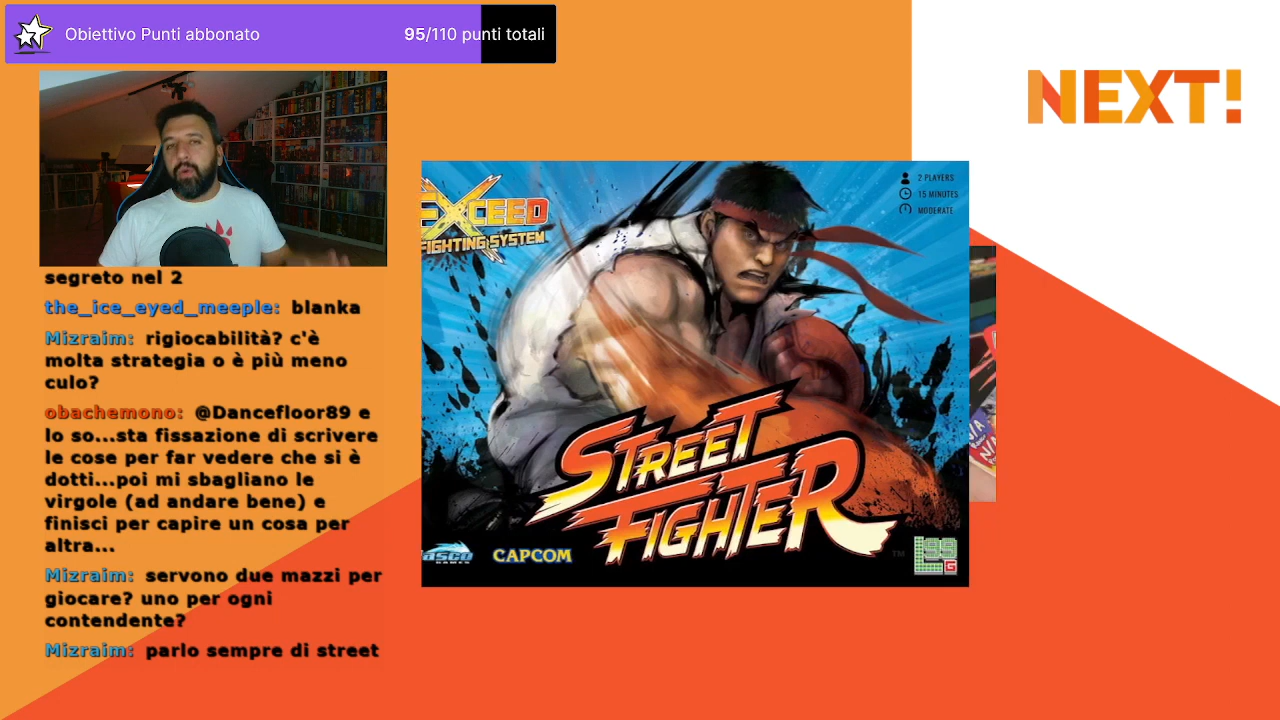 Obiettivo Punti abbonato
95/110 punti totali
NEXT!
segreto nel 2
the_ice_eyed_meeple: blanka
Mizraim: rigiocabilità? c'è
molta strategia o è più meno
culo?
obachemono: @Dancefloor89 e
lo so...sta fissazione di scrivere
le cose per far vedere che si è
dotti...poi mi sbagliano le
virgole (ad andare bene) e
finisci per capire un cosa per
altra...
Mizraim: servono due mazzi per
giocare? uno per ogni
contendente?
Mizraim: parlo sempre di street
EXCEED
FIGHTING SYSTEM
2 PLAYERS
15 MINUTES
MODERATE
STREET
FIGHTER
TM
GAMES
CAPCOM
L99
G
N/A
N/A